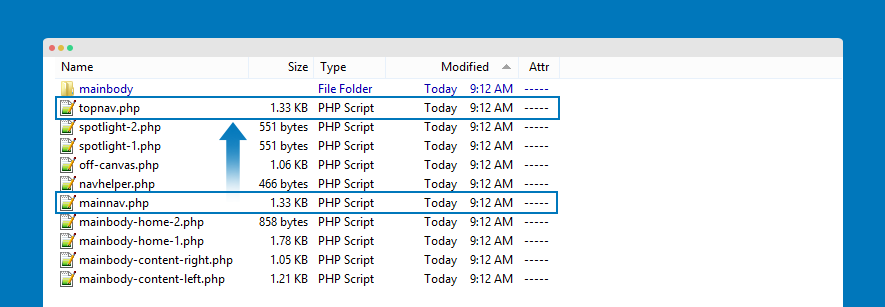 Name Size Type Modified Attr
mainbody File Folder Today 9:12 AM -----
topnav.php 1.33 KB PHP Script Today 9:12 AM -----
spotlight-2.php 551 bytes PHP Script Today 9:12 AM -----
spotlight-1.php 551 bytes PHP Script Today 9:12 AM -----
off-canvas.php 1.06 KB PHP Script Today 9:12 AM -----
navhelper.php 466 bytes PHP Script Today 9:12 AM -----
mainnav.php 1.33 KB PHP Script Today 9:12 AM -----
mainbody-home-2.php 858 bytes PHP Script Today 9:12 AM -----
mainbody-home-1.php 1.78 KB PHP Script Today 9:12 AM -----
mainbody-content-right.php 1.05 KB PHP Script Today 9:12 AM -----
mainbody-content-left.php 1.21 KB PHP Script Today 9:12 AM -----